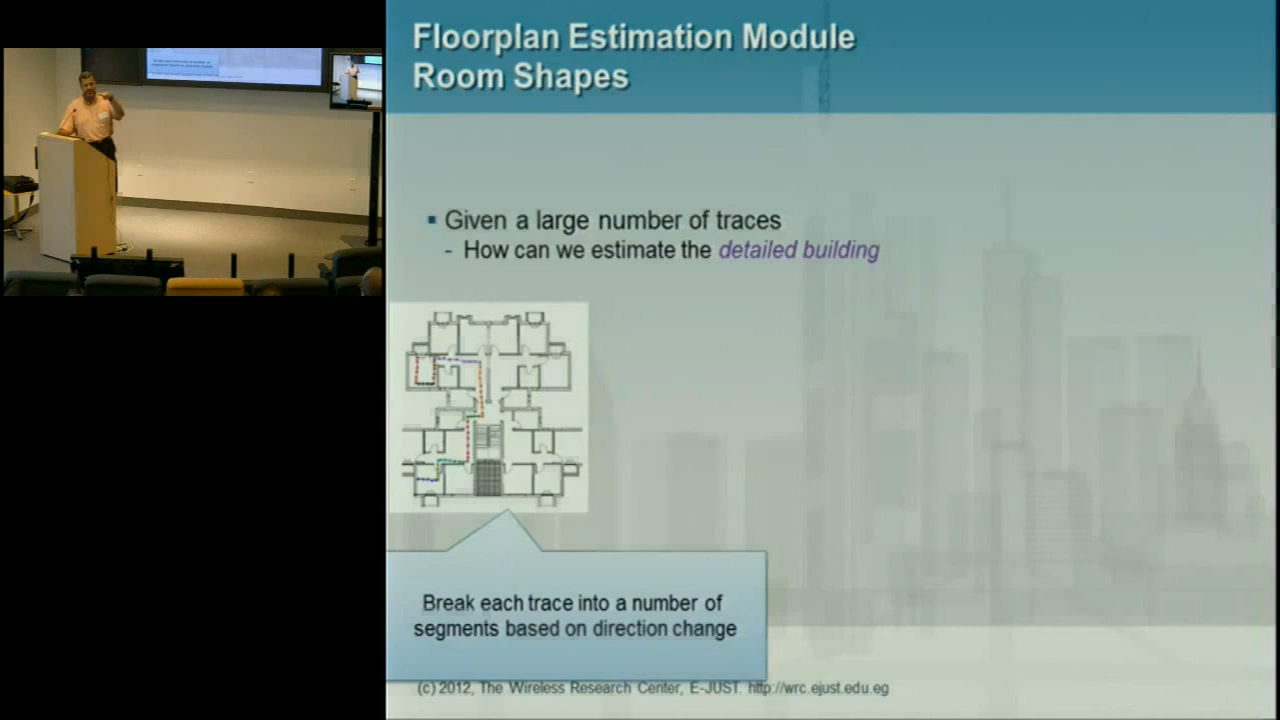 Floorplan Estimation Module
Room Shapes
Given a large number of traces
- How can we estimate the detailed building
Break each trace into a number of
segments based on direction change
(c) 2012, The Wireless Research Center, E-JUST. http://wrc.ejust.edu.eg